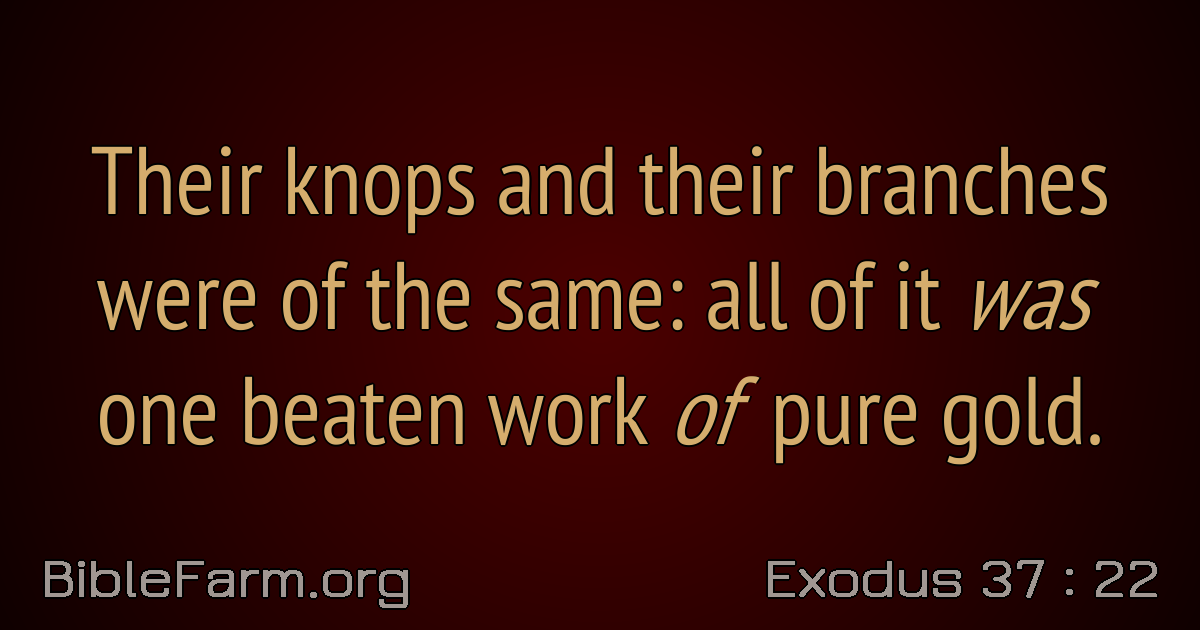 Their knops and their branches
were of the same: all of it was
one beaten work of pure gold.
BibleFarm.org
Exodus 37 : 22